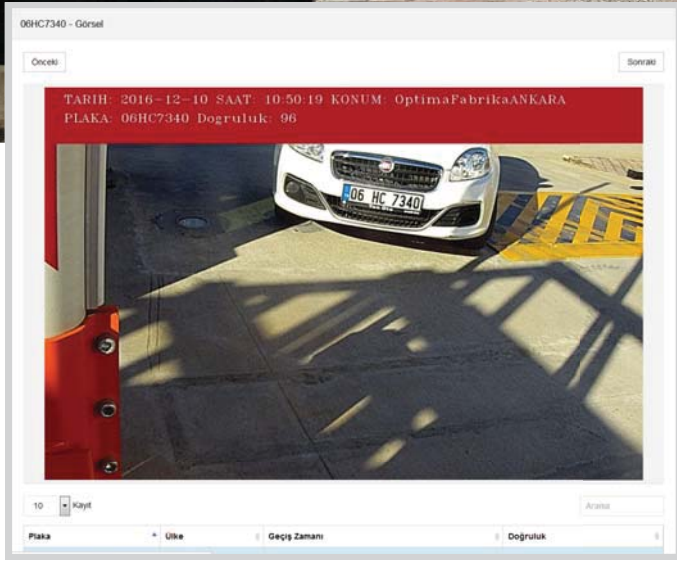 06HC7340 - Görsel
Önceki
Sonraki
TARIH: 2016-12-10 SAAT: 10:50:19 KONUM: OptimaFabrikaANKARA
PLAKA: 06HC7340 Dogruluk: 96
06 HC 7340
10 Kayıt
Arama
Plaka Ülke Geçiş Zamanı Doğruluk